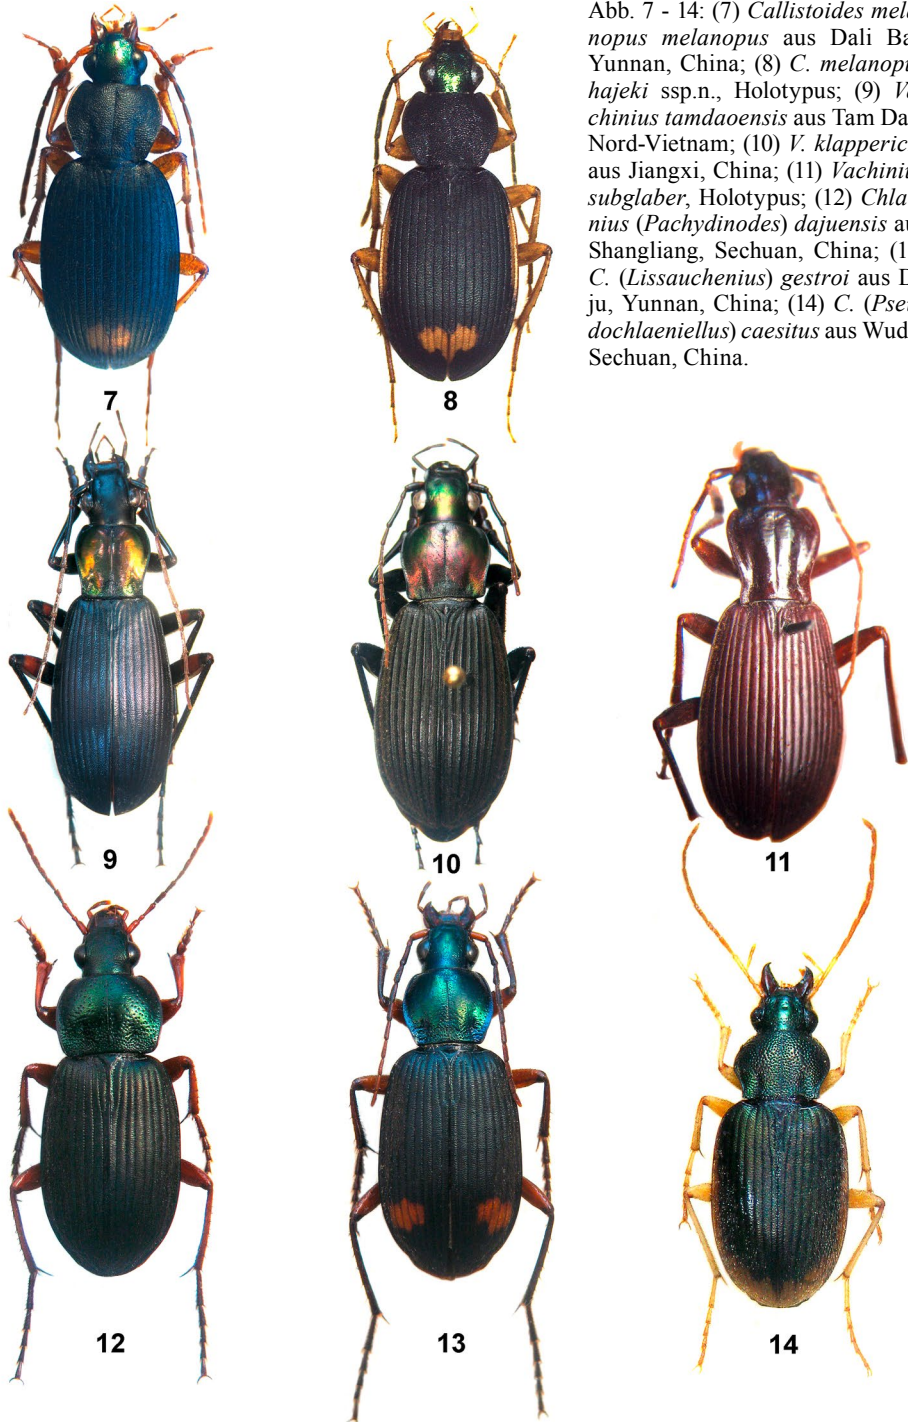 Abb. 7 - 14: (7) Callistoides mela
nopus melanopus aus Dali Ba
Yunnan, China; (8) C. melanop
hajeki ssp.n., Holotypus; (9) V
chinius tamdaoensis aus Tam Da
Nord-Vietnam; (10) V. klapperic
aus Jiangxi, China; (11) Vachini
subglaber, Holotypus; (12) Chla
nius (Pachydinodes) dajuensis au
Shangliang, Sechuan, China; (1
C. (Lissauchenius) gestroi aus D
ju, Yunnan, China; (14) C. (Pse
dochlaeniellus) caesitus aus Wud
Sechuan, China.
7
8
9
10
11
12
13
14